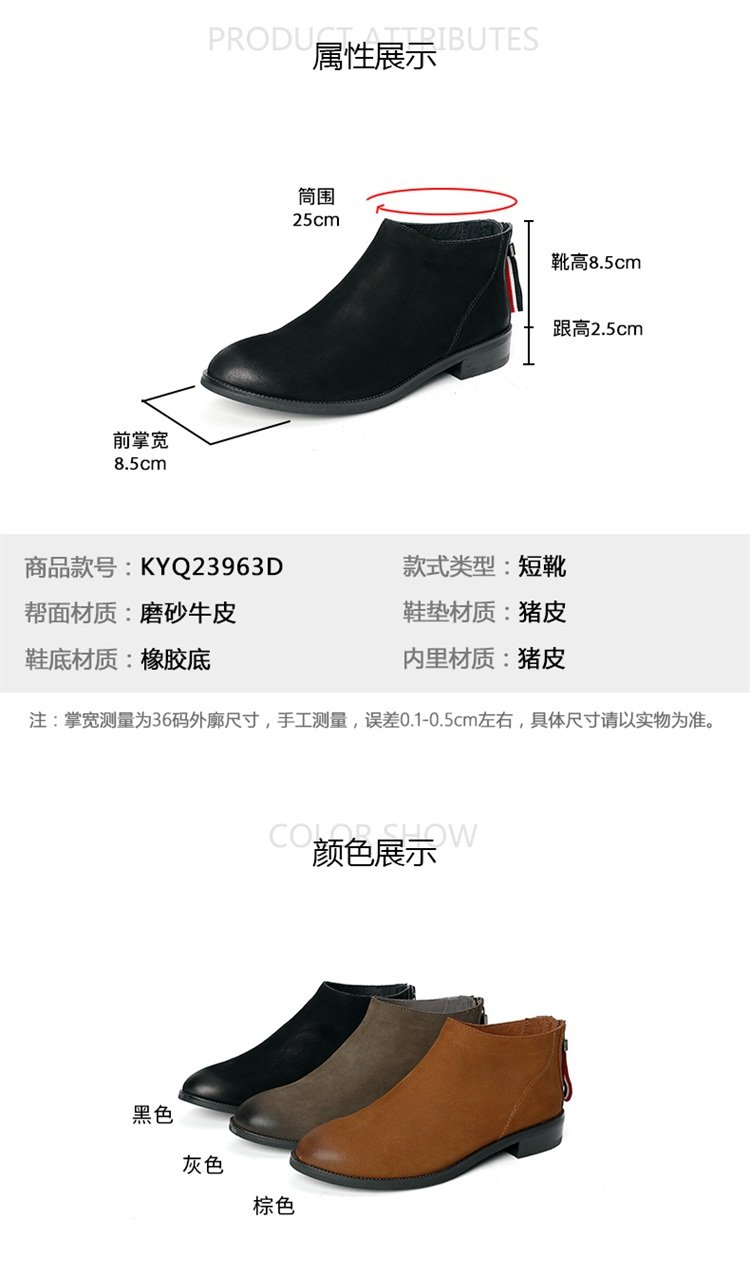 PRODUCT ATTRIBUTES
属性展示
筒围
25cm
靴高8.5cm
跟高2.5cm
前掌宽
8.5cm
商品款号：KYQ23963D 款式类型：短靴
帮面材质：磨砂牛皮 鞋垫材质：猪皮
鞋底材质：橡胶底 内里材质：猪皮
注：掌宽测量为36码外廓尺寸，手工测量，误差0.1-0.5cm左右，具体尺寸请以实物为准。
COLOR SHOW
颜色展示
黑色
灰色
棕色